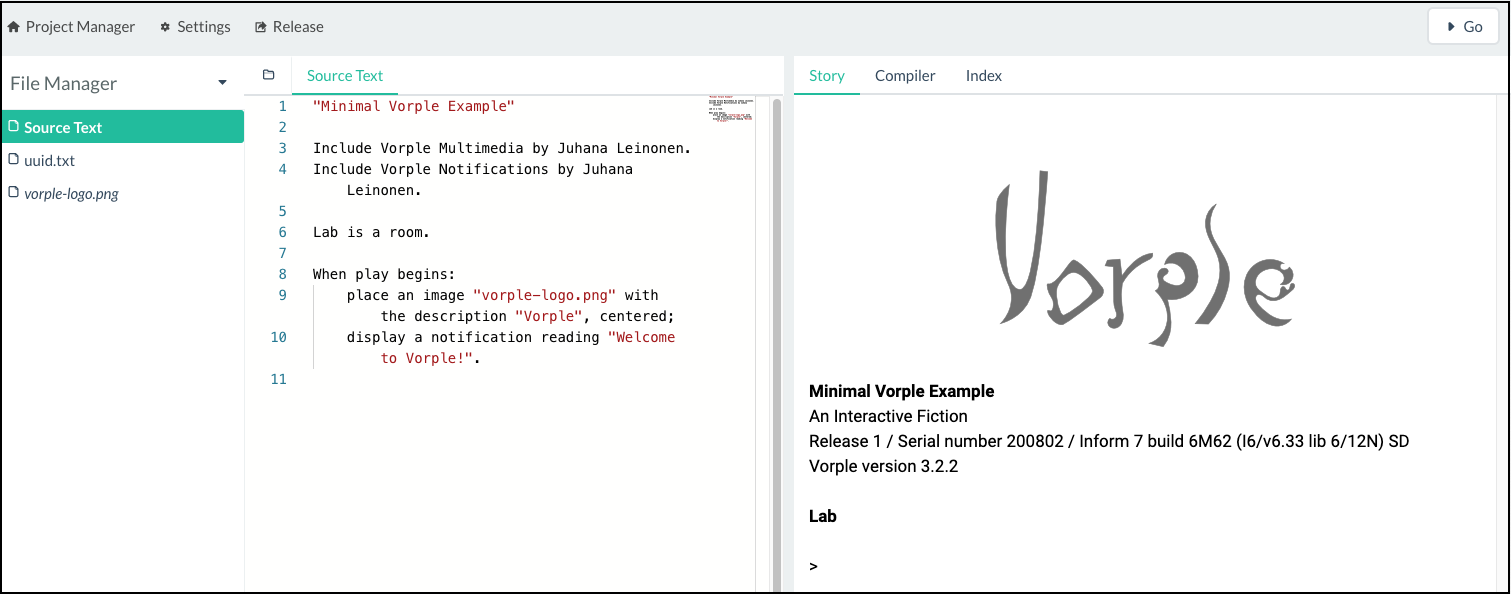 Project Manager Settings Release Go
File Manager
Source Text
uuid.txt
vorple-logo.png
Source Text
1 "Minimal Vorple Example"
2
3 Include Vorple Multimedia by Juhana Leinonen.
4 Include Vorple Notifications by Juhana
Leinonen.
5
6 Lab is a room.
7
8 When play begins:
9 place an image "vorple-logo.png" with
the description "Vorple", centered;
10 display a notification reading "Welcome
to Vorple!".
11
Story Compiler Index
Vorple
Minimal Vorple Example
An Interactive Fiction
Release 1 / Serial number 200802 / Inform 7 build 6M62 (I6/v6.33 lib 6/12N) SD
Vorple version 3.2.2
Lab
>